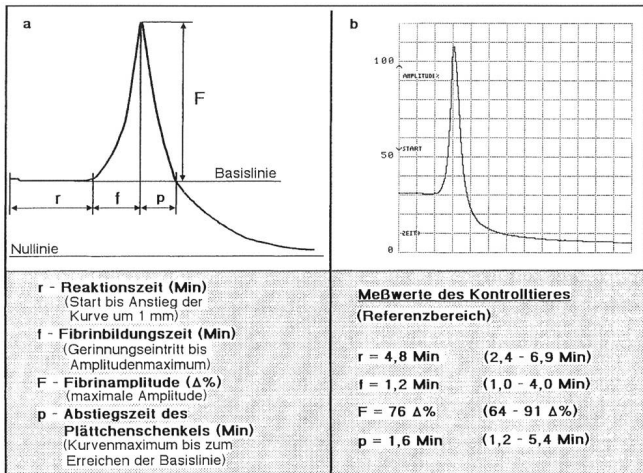 a
F
Basislinie
r
f
p
Nullinie
r - Reaktionszeit (Min)
(Start bis Anstieg der
Kurve um 1 mm)
f - Fibrinbildungszeit (Min)
(Gerinnungseintritt bis
Amplitudenmaximum)
F - Fibrinamplitude (Δ%)
(maximale Amplitude)
p - Abstiegszeit des
Plättchenschenkels (Min)
(Kurvenmaximum bis zum
Erreichen der Basislinie)
b
100
AMPLITUDE%
START
50
ZEIT
0
Meßwerte des Kontrolltieres
(Referenzbereich)
r = 4,8 Min (2,4 - 6,9 Min)
f = 1,2 Min (1,0 - 4,0 Min)
F = 76 Δ% (64 - 91 Δ%)
p = 1,6 Min (1,2 - 5,4 Min)